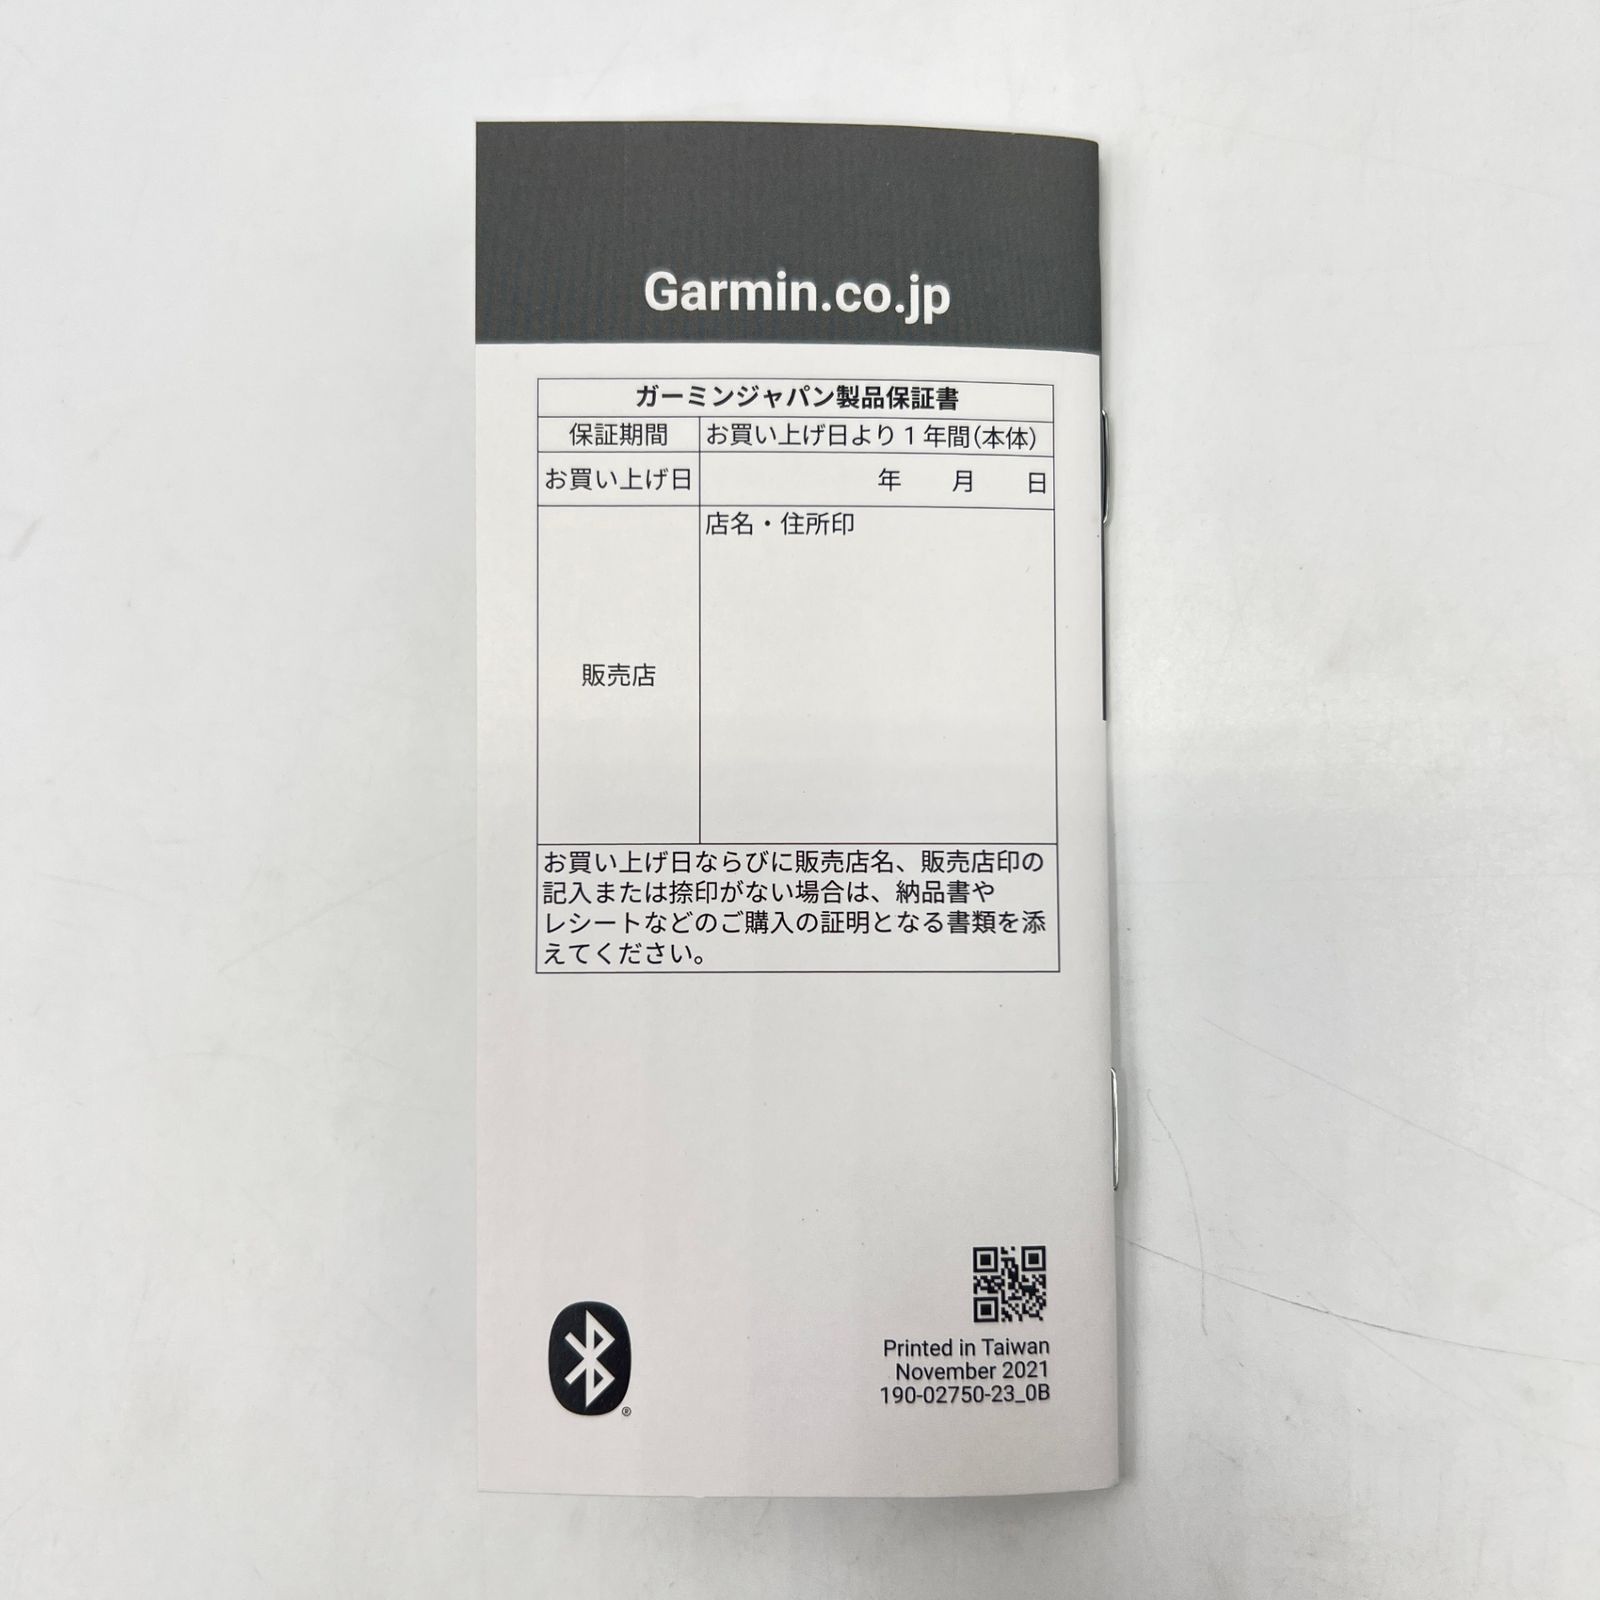 Garmin.co.jp
ガーミンジャパン製品保証書
保証期間 お買い上げ日より1年間(本体)
お買い上げ日 年 月 日
店名・住所印
販売店
お買い上げ日ならびに販売店名、販売店印の
記入または捺印がない場合は、納品書や
レシートなどのご購入の証明となる書類を添
えてください。
Printed in Taiwan
November 2021
190-02750-23_0B
®